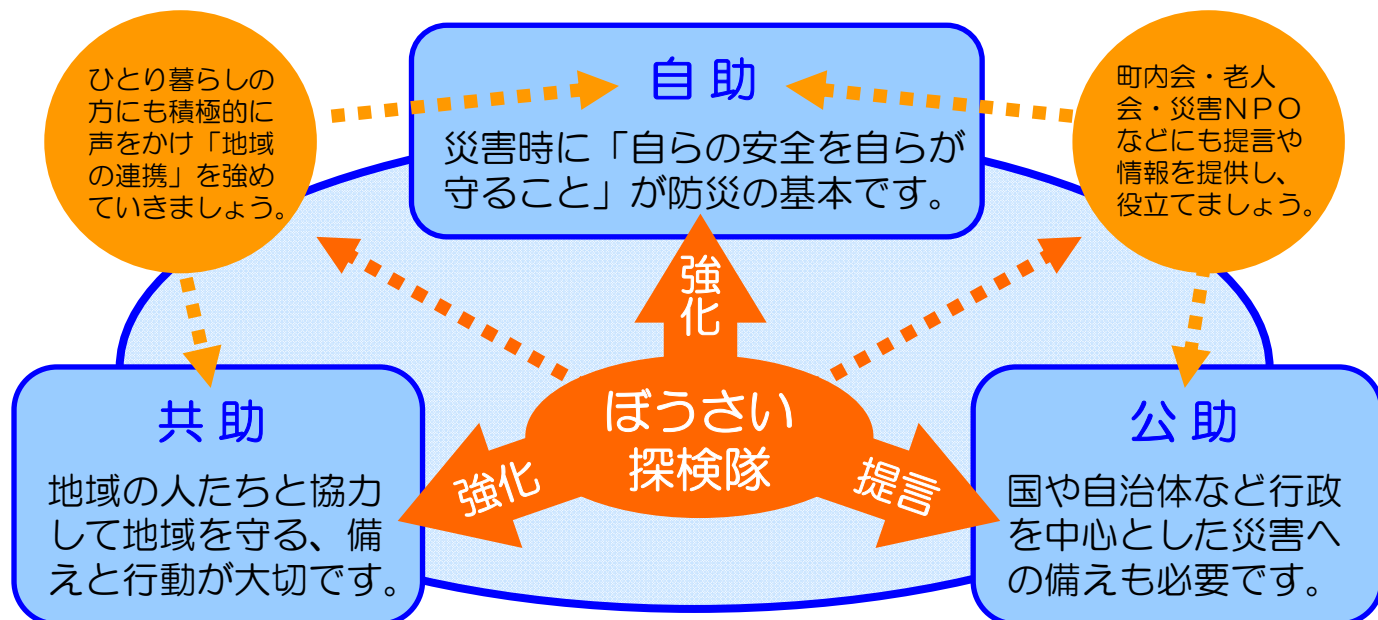 ひとり暮らしの
方にも積極的に
声をかけ「地域
の連携」を強め
ていきましょう。
自助
災害時に「自らの安全を自らが
守ること」が防災の基本です。
町内会・老人
会・災害ＮＰＯ
などにも提言や
情報を提供し、
役立てましょう。
強化
ぼうさい
探検隊
強化
提言
共助
地域の人たちと協力
して地域を守る、備
えと行動が大切です。
公助
国や自治体など行政
を中心とした災害へ
の備えも必要です。